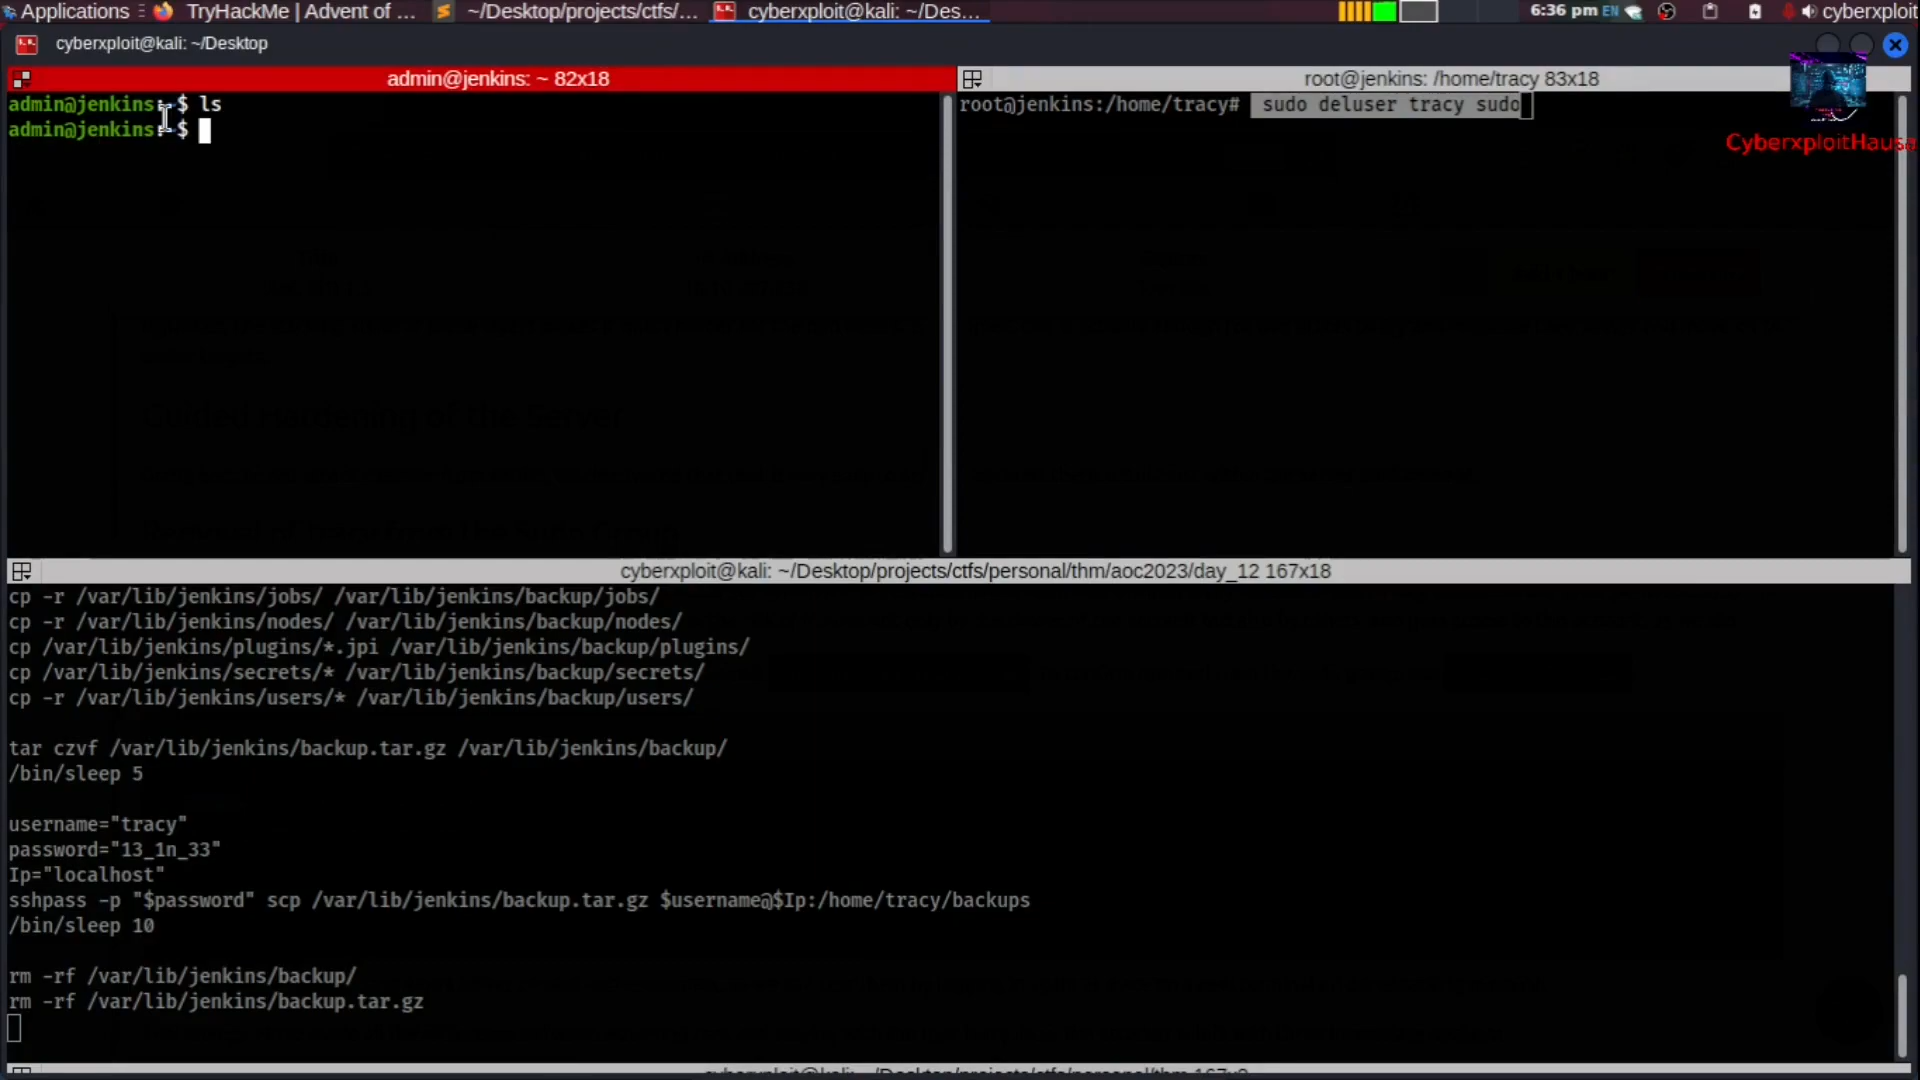 Applications
TryHackMe | Advent of ...
~/Desktop/projects/ctfs/...
cyberxploit@kali: ~/Des...
6:36 pm EN
cyberxploit
cyberxploit@kali: ~/Desktop
admin@jenkins: ~ 82x18
admin@jenkins:~$ ls
admin@jenkins:~$
root@jenkins: /home/tracy 83x18
root@jenkins:/home/tracy# sudo deluser tracy sudo
CyberxploitHausa
Guided Hardening of the Server
cyberxploit@kali: ~/Desktop/projects/ctfs/personal/thm/aoc2023/day_12 167x18
cp -r /var/lib/jenkins/jobs/ /var/lib/jenkins/backup/jobs/
cp -r /var/lib/jenkins/nodes/ /var/lib/jenkins/backup/nodes/
cp /var/lib/jenkins/plugins/*.jpi /var/lib/jenkins/backup/plugins/
cp /var/lib/jenkins/secrets/* /var/lib/jenkins/backup/secrets/
cp -r /var/lib/jenkins/users/* /var/lib/jenkins/backup/users/
tar czvf /var/lib/jenkins/backup.tar.gz /var/lib/jenkins/backup/
/bin/sleep 5
username="tracy"
password="13_1n_33"
Ip="localhost"
sshpass -p "$password" scp /var/lib/jenkins/backup.tar.gz $username@$Ip:/home/tracy/backups
/bin/sleep 10
rm -rf /var/lib/jenkins/backup/
rm -rf /var/lib/jenkins/backup.tar.gz